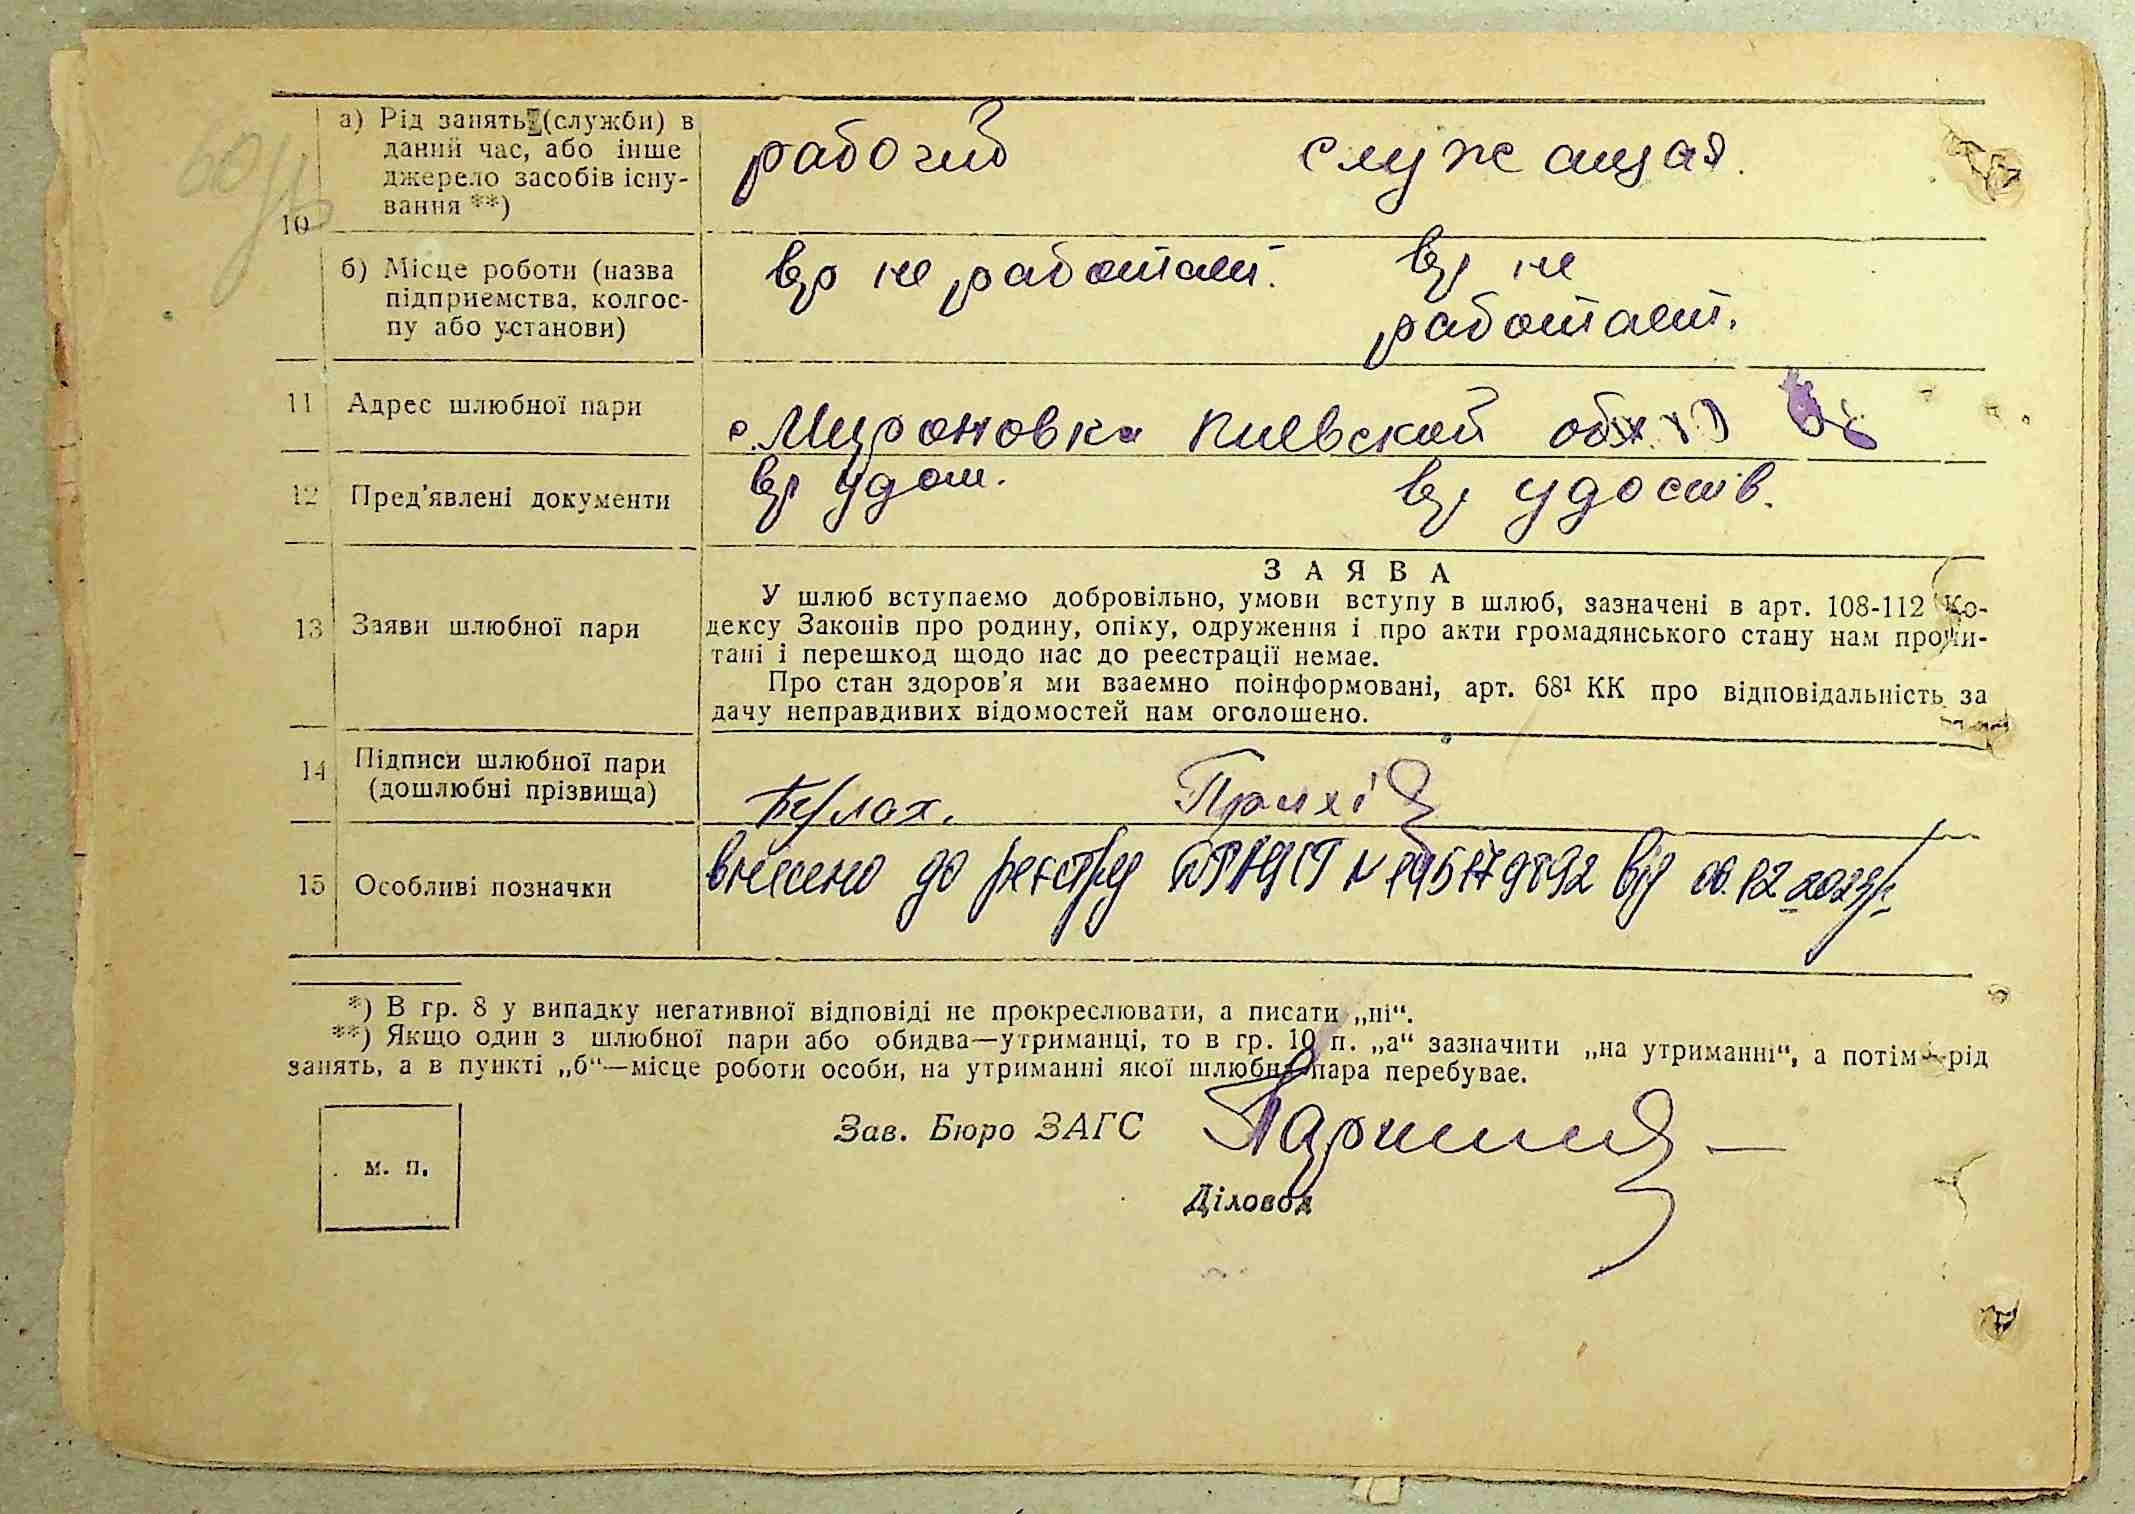 а) Рід занять (служби) в
даний час, або інше
джерело засобів існу-
вання **)
10
рабочий служащая.
б) Місце роботи (назва
підприємства, колгос-
пу або установи)
вр не работает. вр не
работает.
11 Адрес шлюбної пари
с. Мироновка Киевской обл
12 Пред'явлені документи
вр удост. вр удостов.
13 Заяви шлюбної пари
ЗАЯВА
У шлюб вступаємо добровільно, умови вступу в шлюб, зазначені в арт. 108-112 Ко-
дексу Законів про родину, опіку, одруження і про акти громадянського стану нам прочи-
тані і перешкод щодо нас до реєстрації немає.
Про стан здоров'я ми взаємно поінформовані, арт. 68¹ КК про відповідальність за
дачу неправдивих відомостей нам оголошено.
14 Підписи шлюбної пари
(дошлюбні прізвища)
Булах.
15 Особливі позначки
внесено до реєстру від 06.12.2023р.
*) В гр. 8 у випадку негативної відповіді не прокреслювати, а писати „ні“.
**) Якщо один з шлюбної пари або обидва—утриманці, то в гр. 10 п. „а“ зазначити „на утриманні“, а потім рід
занять, а в пункті „б“—місце роботи особи, на утриманні якої шлюбна пара перебуває.
м. п.
Зав. Бюро ЗАГС
Діловод